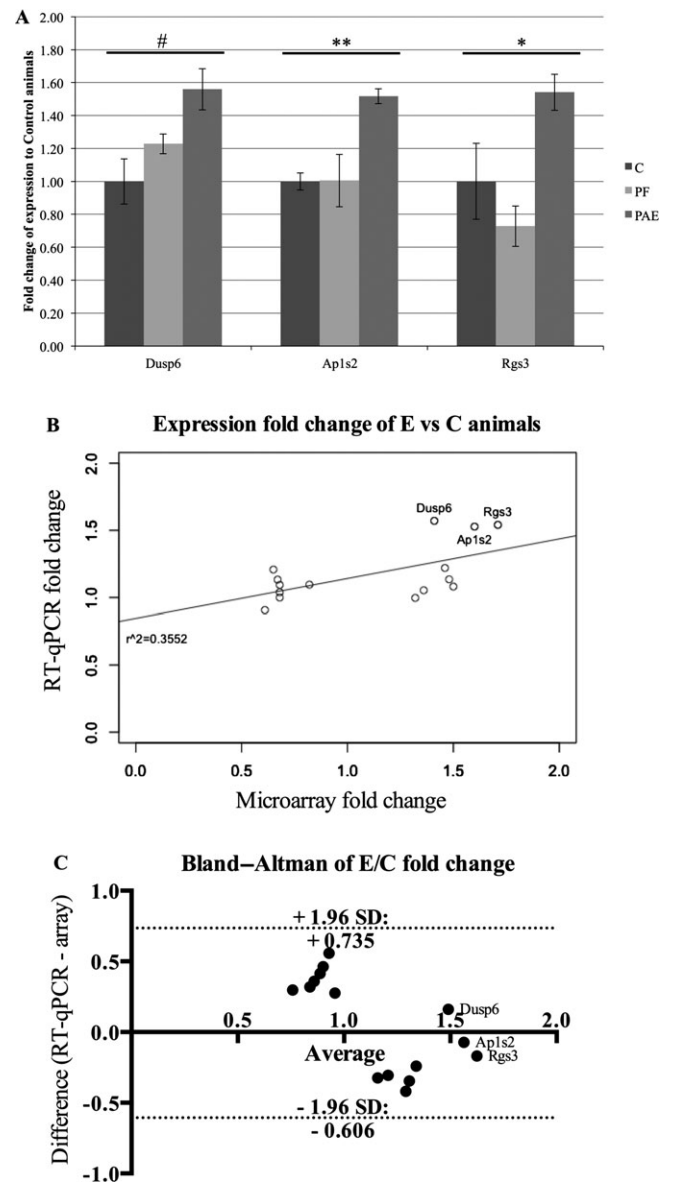 A
Fold change of expression to Control animals
2.00
1.80
1.60
1.40
1.20
1.00
0.80
0.60
0.40
0.20
0.00
# ** *
Dusp6 Ap1s2 Rgs3
C
PF
PAE
B Expression fold change of E vs C animals
RT-qPCR fold change
2.0
1.5
1.0
0.5
0.0
Dusp6
Rgs3
Ap1s2
r^2=0.3552
0.0 0.5 1.0 1.5 2.0
Microarray fold change
C Bland–Altman of E/C fold change
Difference (RT-qPCR - array)
1.0
0.5
0.0
-0.5
-1.0
+ 1.96 SD:
+ 0.735
Dusp6
0.5 1.0 1.5 2.0
Ap1s2
Average
Rgs3
- 1.96 SD:
- 0.606